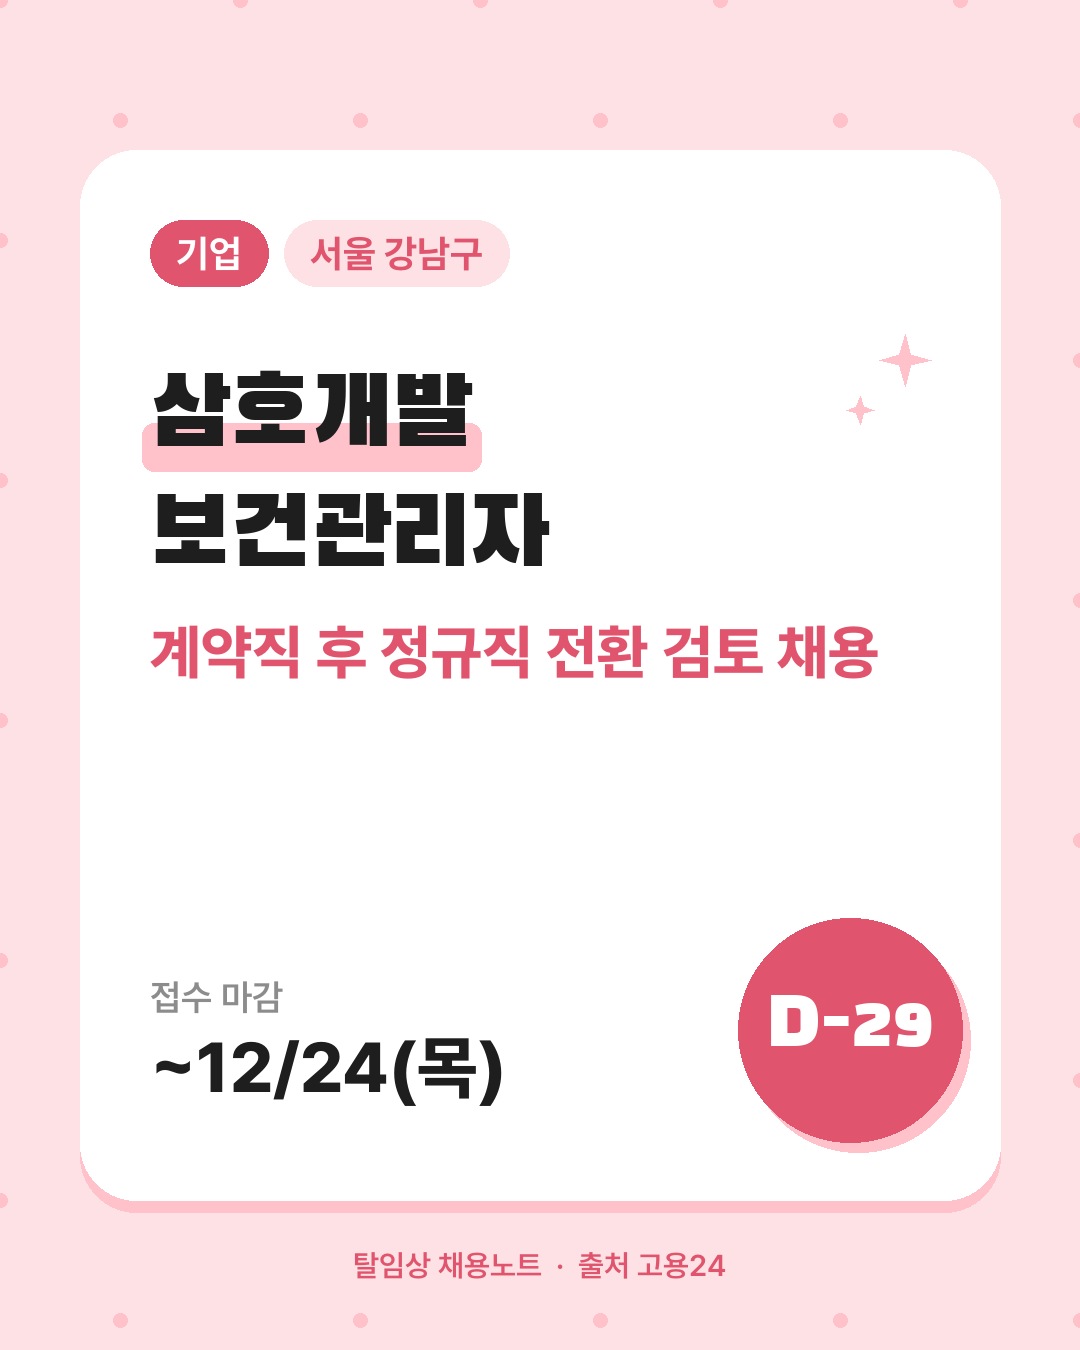 기업 서울 강남구
삼호개발
보건관리자
계약직 후 정규직 전환 검토 채용
접수 마감
~12/24(목)
D-29
탈임상 채용노트 · 출처 고용24